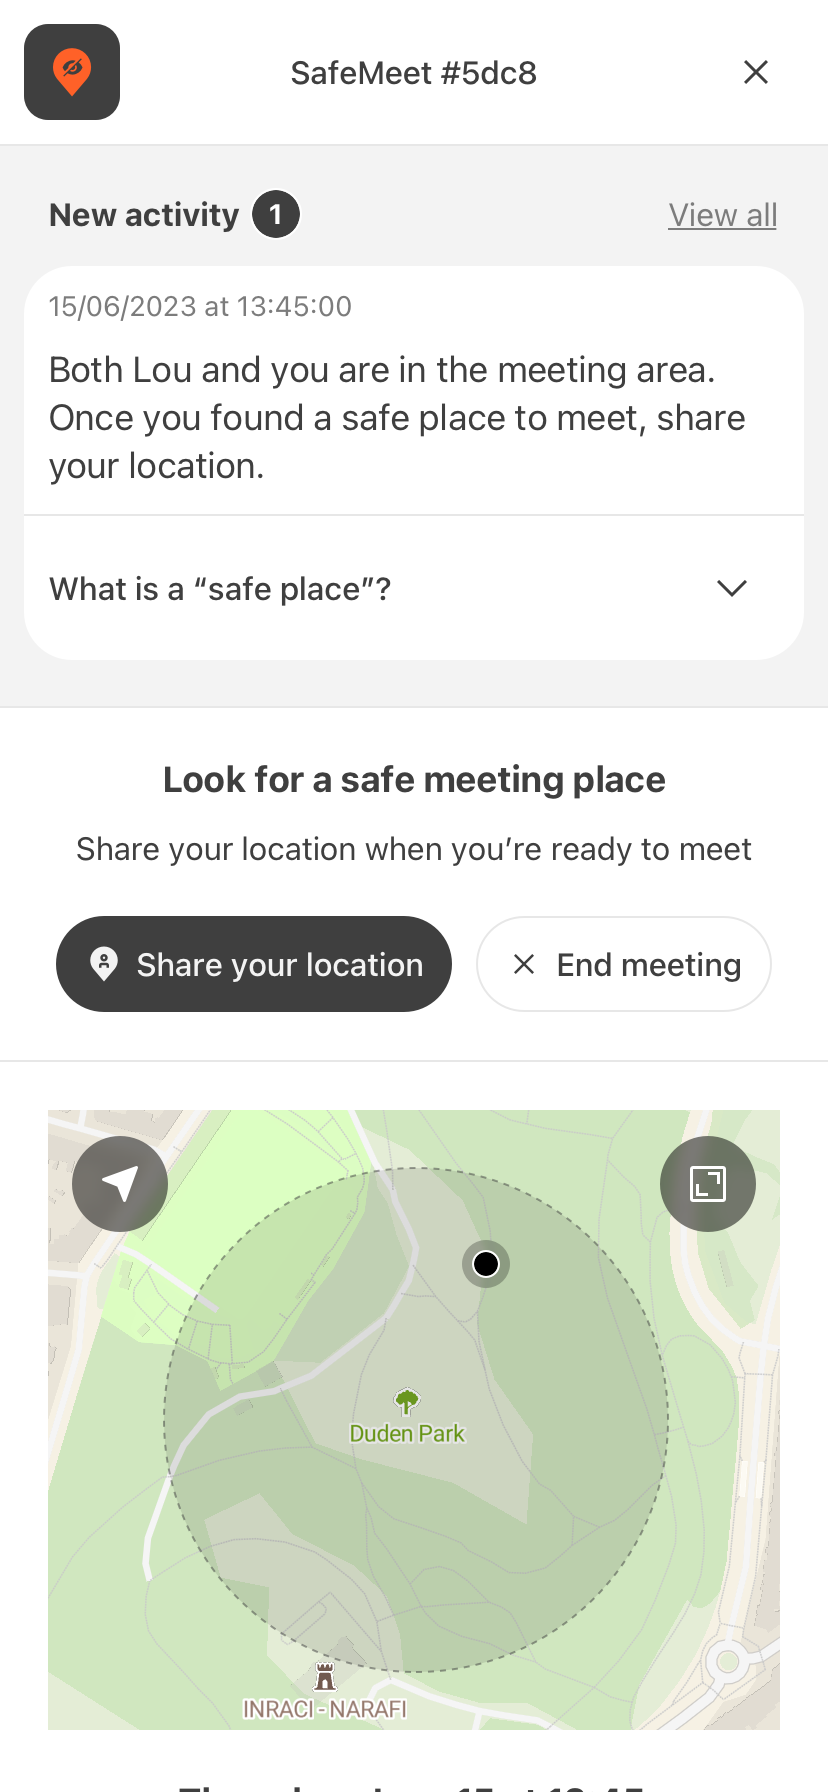 SafeMeet #5dc8
New activity 1
View all
15/06/2023 at 13:45:00
Both Lou and you are in the meeting area.
Once you found a safe place to meet, share
your location.
What is a “safe place”?
Look for a safe meeting place
Share your location when you’re ready to meet
Share your location
End meeting
Duden Park
INRACI - NARAFI